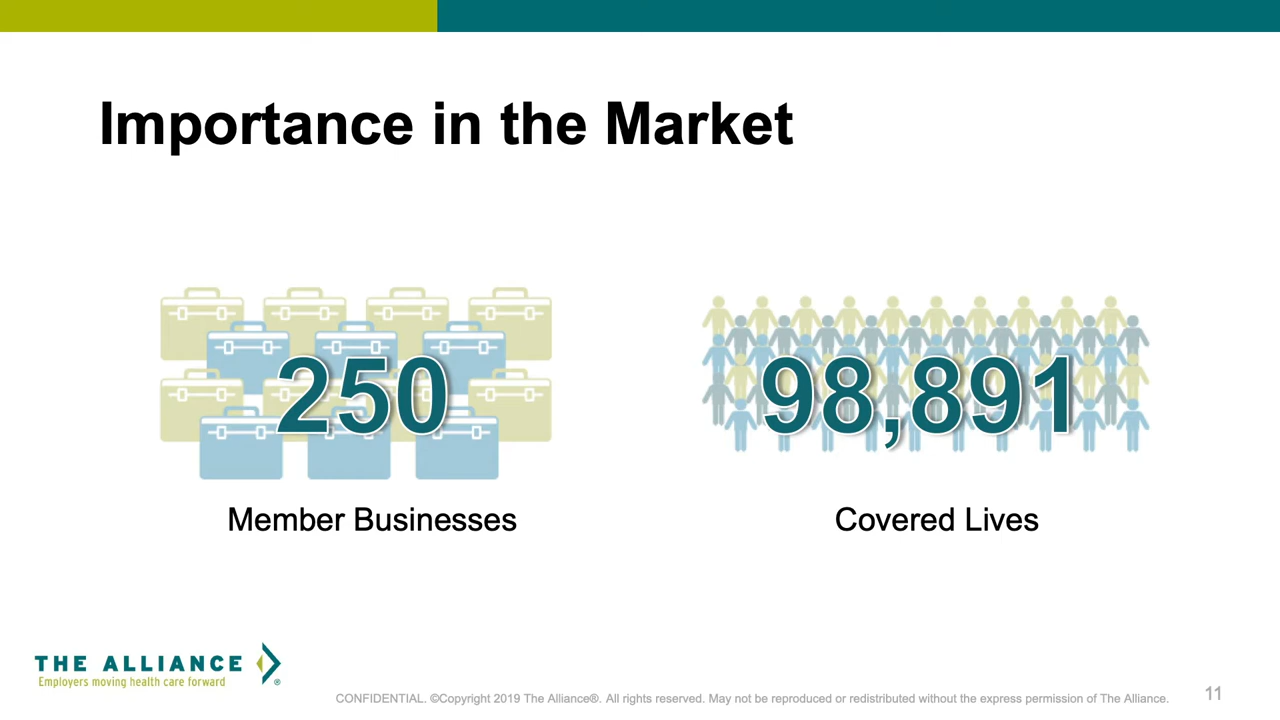 Importance in the Market
250
98,891
Member Businesses
Covered Lives
THE ALLIANCE
Employers moving health care forward
®
CONFIDENTIAL. ©Copyright 2019 The Alliance®. All rights reserved. May not be reproduced or redistributed without the express permission of The Alliance.
11